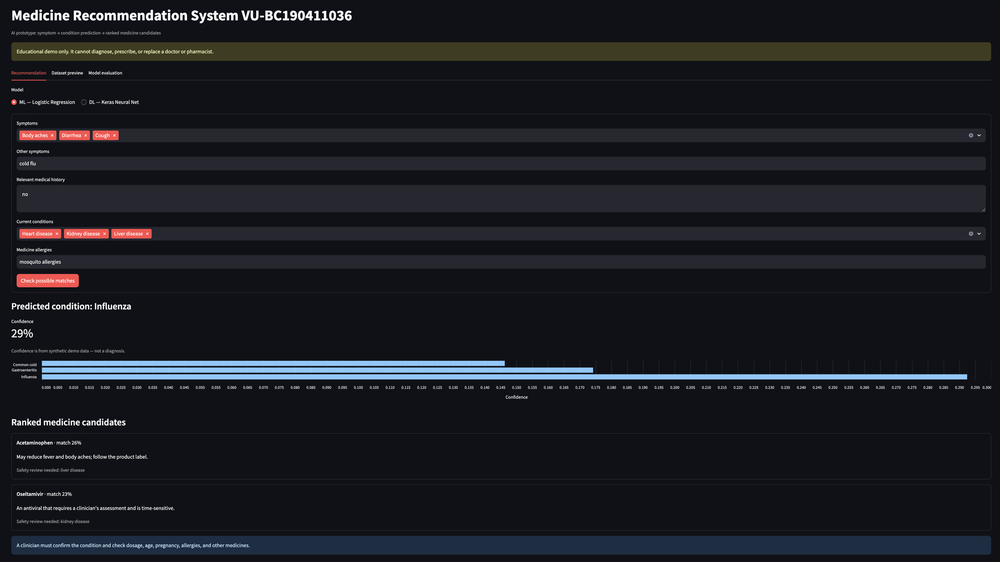 Medicine Recommendation System VU-BC190411036
AI prototype: symptom → condition prediction → ranked medicine candidates
Educational demo only. It cannot diagnose, prescribe, or replace a doctor or pharmacist.
Recommendation Dataset preview Model evaluation
Model
ML — Logistic Regression DL — Keras Neural Net
Symptoms
Body aches × Diarrhea × Cough ×
Other symptoms
cold flu
Relevant medical history
no
Current conditions
Heart disease × Kidney disease × Liver disease ×
Medicine allergies
mosquito allergies
Check possible matches
Predicted condition: Influenza
Confidence
29%
Confidence is from synthetic demo data — not a diagnosis.
Common cold
Gastroenteritis
Influenza
0.000 0.005 0.010 0.015 0.020 0.025 0.030 0.035 0.040 0.045 0.050 0.055 0.060 0.065 0.070 0.075 0.080 0.085 0.090 0.095 0.100 0.105 0.110 0.115 0.120 0.125 0.130 0.135 0.140 0.145 0.150 0.155 0.160 0.165 0.170 0.175 0.180 0.185 0.190 0.195 0.200 0.205 0.210 0.215 0.220 0.225 0.230 0.235 0.240 0.245 0.250 0.255 0.260 0.265 0.270 0.275 0.280 0.285 0.290 0.295 0.300
Confidence
Ranked medicine candidates
Acetaminophen · match 26%
May reduce fever and body aches; follow the product label.
Safety review needed: liver disease
Oseltamivir · match 23%
An antiviral that requires a clinician's assessment and is time-sensitive.
Safety review needed: kidney disease
A clinician must confirm the condition and check dosage, age, pregnancy, allergies, and other medicines.